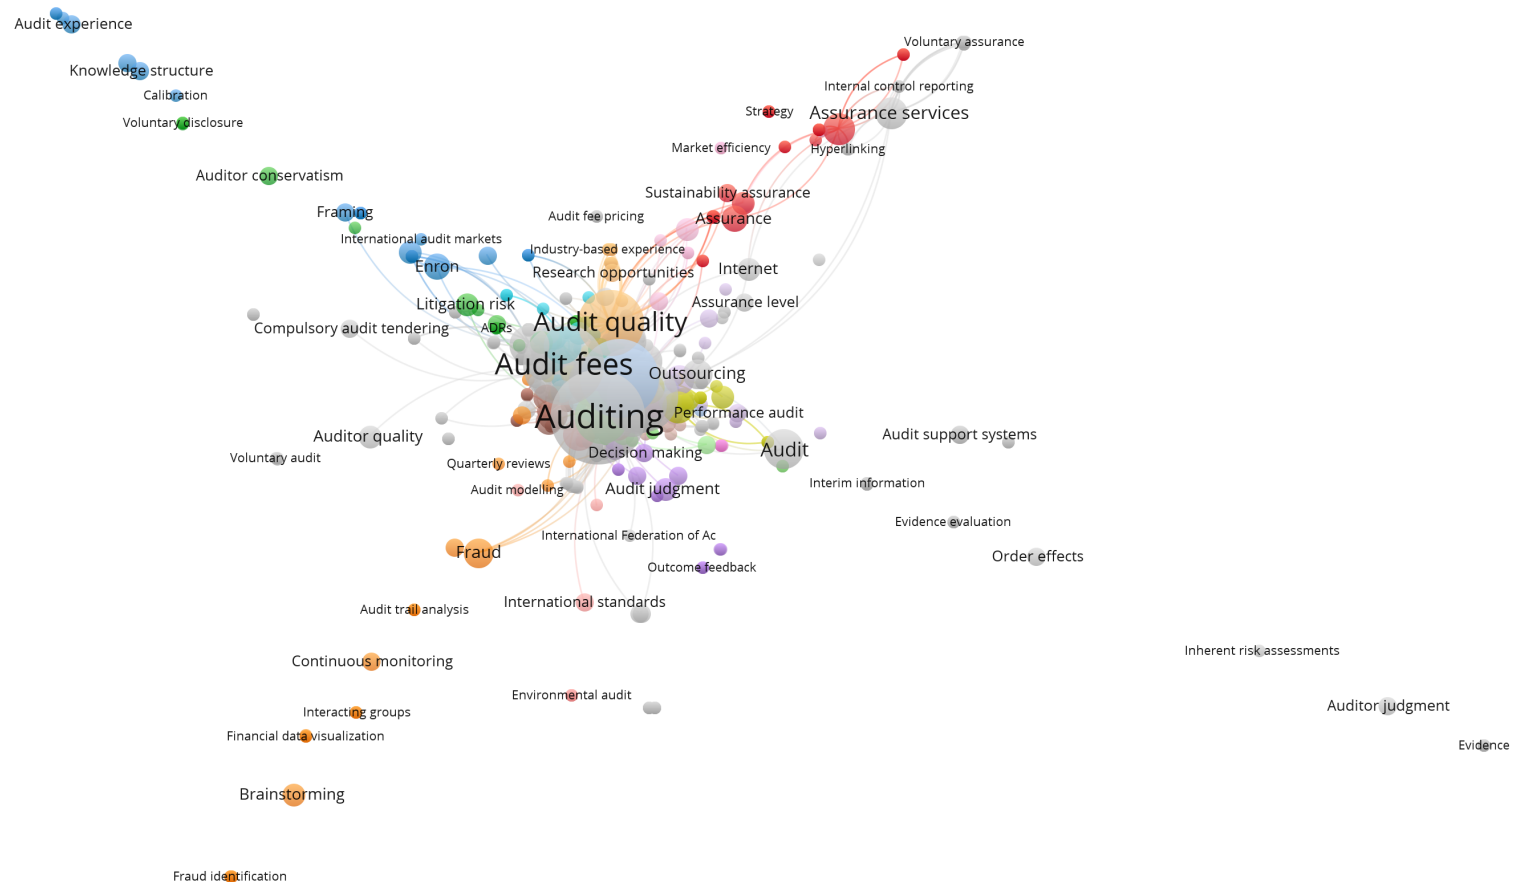 Audit experience
Voluntary assurance
Knowledge structure
Internal control reporting
Calibration
Strategy
Assurance services
Voluntary disclosure
Market efficiency
Hyperlinking
Auditor conservatism
Sustainability assurance
Framing
Audit fee pricing
Assurance
International audit markets
Industry-based experience
Enron
Research opportunities
Internet
Litigation risk
Assurance level
Compulsory audit tendering
ADRs
Audit quality
Audit fees
Outsourcing
Auditing
Performance audit
Auditor quality
Audit support systems
Voluntary audit
Decision making
Audit
Quarterly reviews
Audit modelling
Audit judgment
Interim information
Evidence evaluation
International Federation of Ac
Fraud
Order effects
Outcome feedback
International standards
Audit trail analysis
Continuous monitoring
Inherent risk assessments
Environmental audit
Auditor judgment
Interacting groups
Financial data visualization
Evidence
Brainstorming
Fraud identification